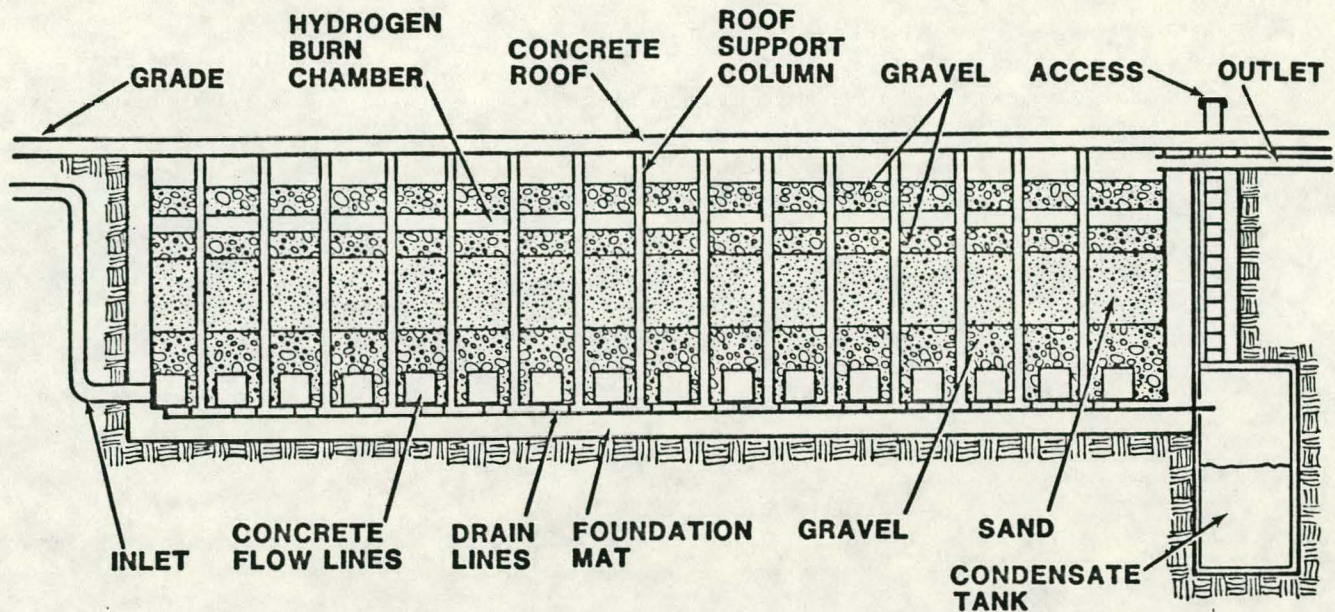 GRADE
HYDROGEN
BURN
CHAMBER
CONCRETE
ROOF
ROOF
SUPPORT
COLUMN
GRAVEL
ACCESS
OUTLET
INLET
CONCRETE
FLOW LINES
DRAIN
LINES
FOUNDATION
MAT
GRAVEL
SAND
CONDENSATE
TANK